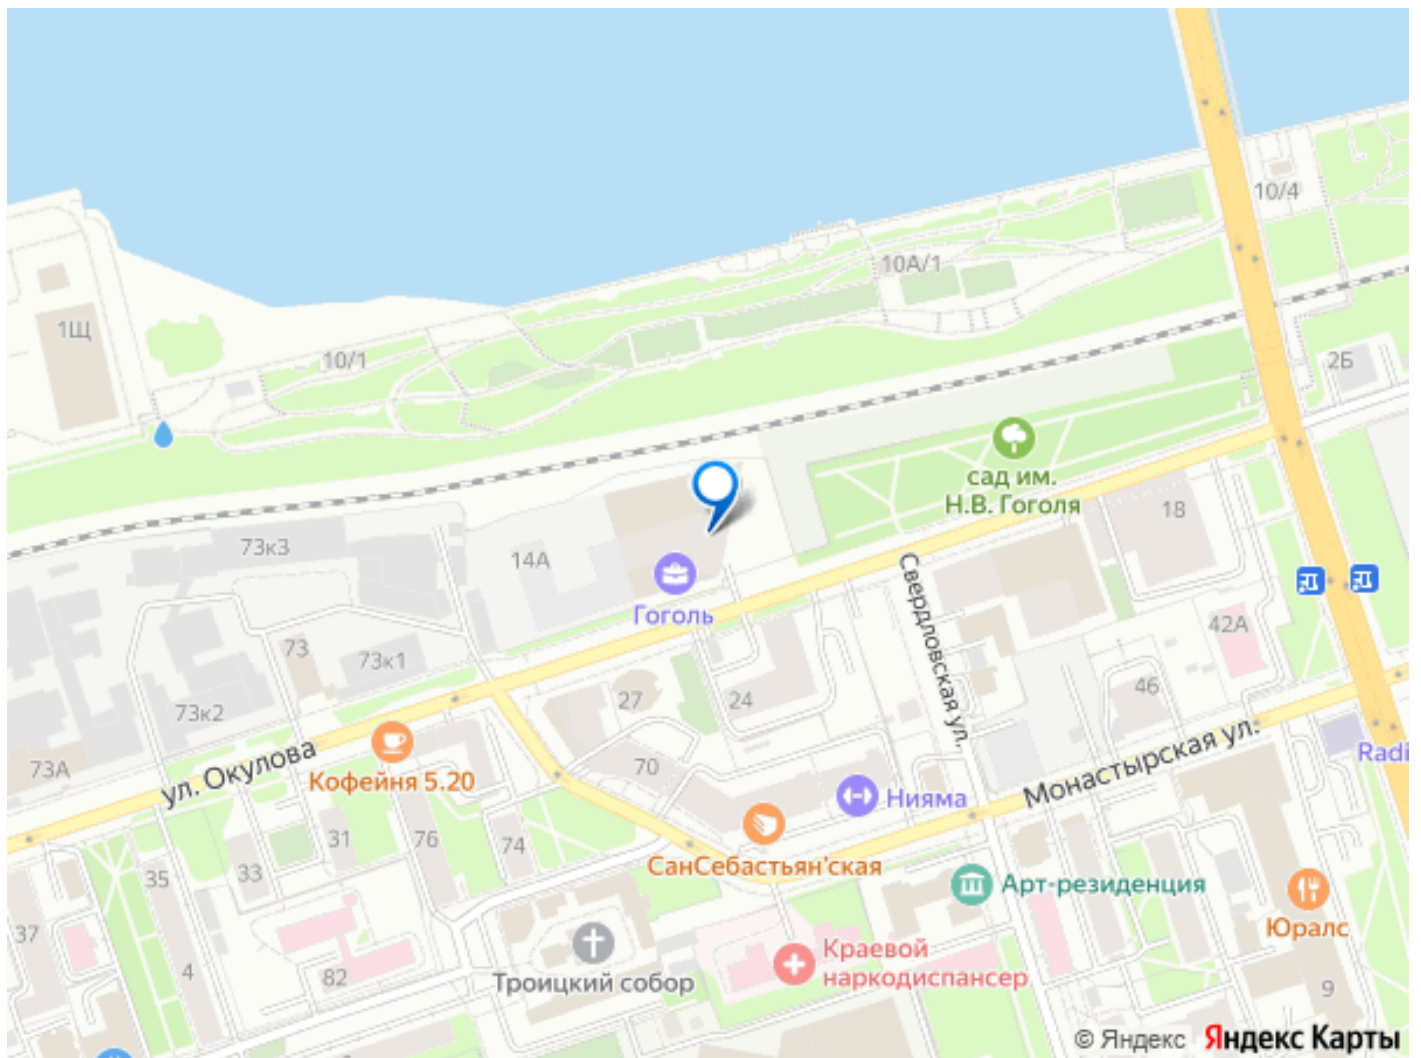 10/4
10А/1
1Щ
10/1
2Б
сад им.
Н.В. Гоголя
18
73к3
14А
Гоголь
Свердловская ул.
42А
73
73к1
27
24
46
73к2
ул. Окулова
73А
Кофейня 5.20
70
Нияма
Монастырская ул.
Radi
31
76
74
СанСебастьян'ская
33
35
Арт-резиденция
Юралс
37
4
82
Троицкий собор
Краевой
наркодиспансер
9
© Яндекс Яндекс Карты